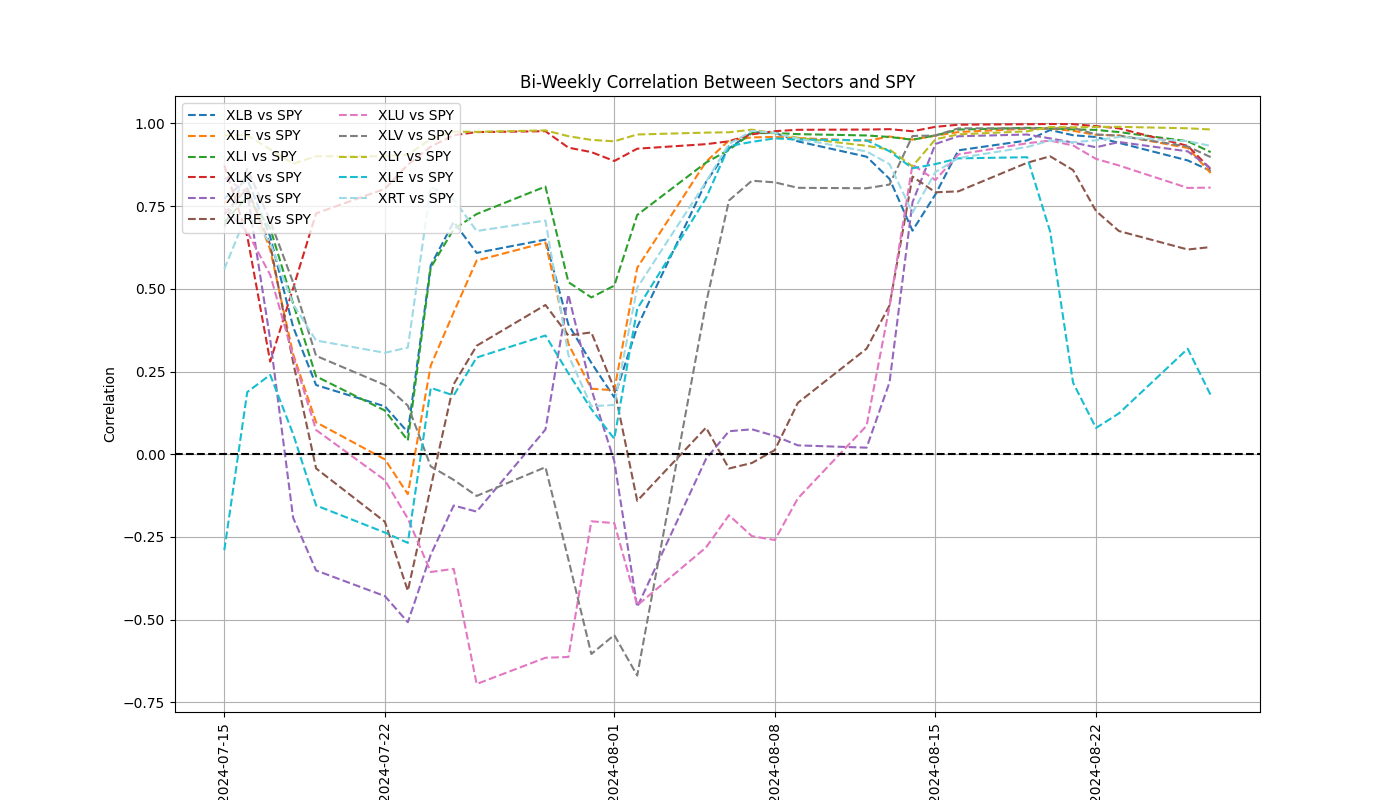 Bi-Weekly Correlation Between Sectors and SPY
1.00
0.75
0.50
0.25
0.00
−0.25
−0.50
−0.75
Correlation
XLB vs SPY
XLF vs SPY
XLI vs SPY
XLK vs SPY
XLP vs SPY
XLRE vs SPY
XLU vs SPY
XLV vs SPY
XLY vs SPY
XLE vs SPY
XRT vs SPY
2024-07-15
2024-07-22
2024-08-01
2024-08-08
2024-08-15
2024-08-22